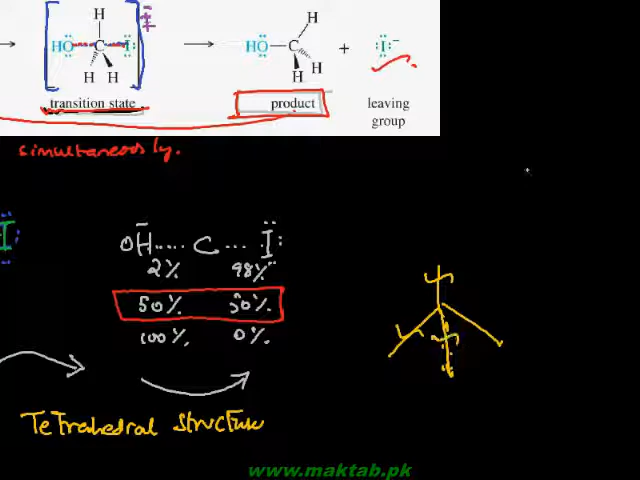 H H
HO C I: HO C + :I:⁻
H H H H
transition state product leaving
group
simultaneously.
I:
OH..... C .... I:
2% 98%
50% 50%
100% 0%
Tetrahedral structure
www.maktab.pk